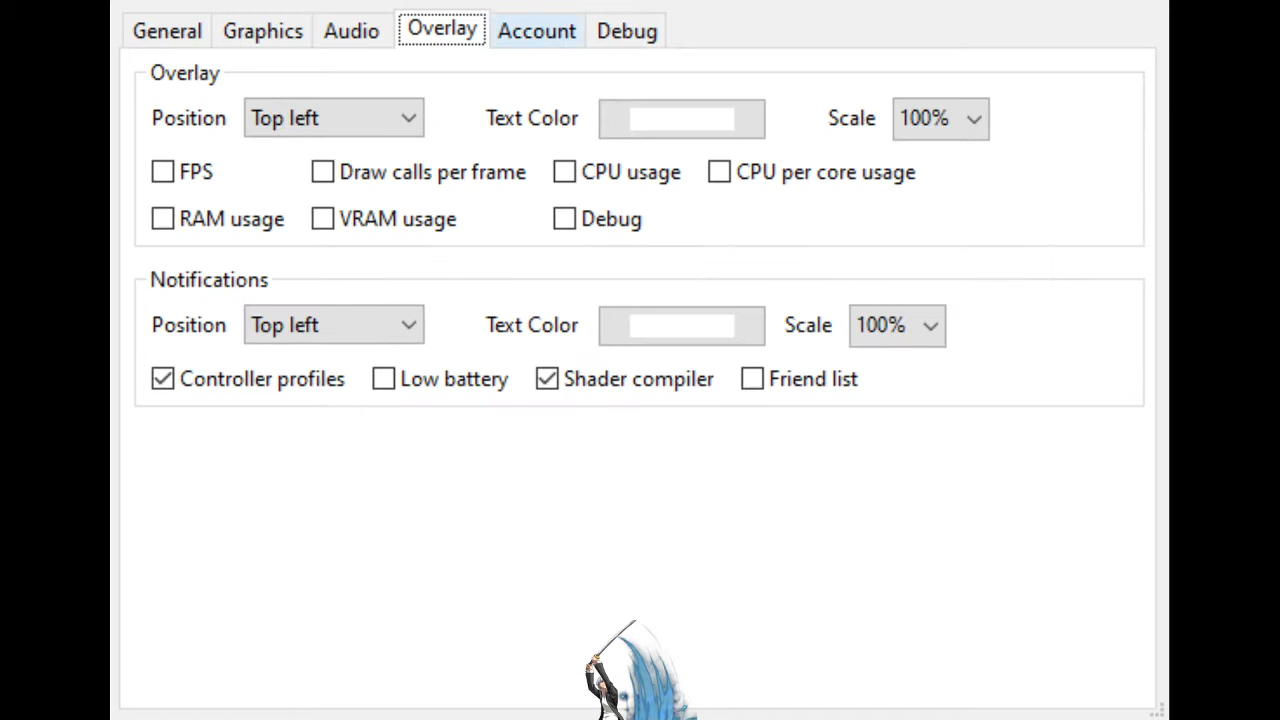 General Graphics Audio Overlay Account Debug
Overlay
Position Top left Text Color Scale 100%
FPS Draw calls per frame CPU usage CPU per core usage
RAM usage VRAM usage Debug
Notifications
Position Top left Text Color Scale 100%
Controller profiles Low battery Shader compiler Friend list